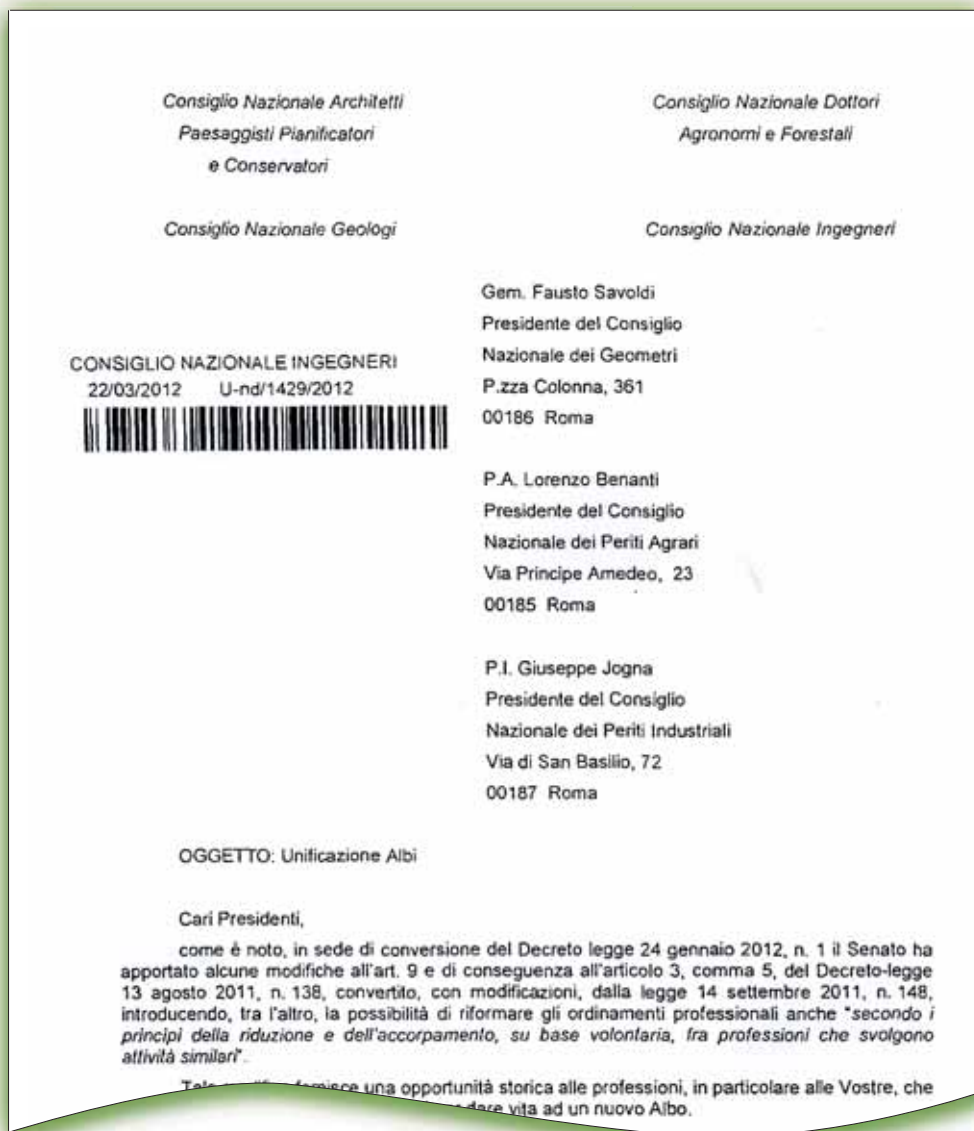 Consiglio Nazionale Architetti
Paesaggisti Pianificatori
e Conservatori
Consiglio Nazionale Dottori
Agronomi e Forestali
Consiglio Nazionale Geologi
Consiglio Nazionale Ingegneri
CONSIGLIO NAZIONALE INGEGNERI
22/03/2012 U-nd/1429/2012
Gem. Fausto Savoldi
Presidente del Consiglio
Nazionale dei Geometri
P.zza Colonna, 361
00186 Roma
P.A. Lorenzo Benanti
Presidente del Consiglio
Nazionale dei Periti Agrari
Via Principe Amedeo, 23
00185 Roma
P.I. Giuseppe Jogna
Presidente del Consiglio
Nazionale dei Periti Industriali
Via di San Basilio, 72
00187 Roma
OGGETTO: Unificazione Albi
Cari Presidenti,
come è noto, in sede di conversione del Decreto legge 24 gennaio 2012, n. 1 il Senato ha
apportato alcune modifiche all'art. 9 e di conseguenza all'articolo 3, comma 5, del Decreto-legge
13 agosto 2011, n. 138, convertito, con modificazioni, dalla legge 14 settembre 2011, n. 148,
introducendo, tra l'altro, la possibilità di riformare gli ordinamenti professionali anche "secondo i
principi della riduzione e dell'accorpamento, su base volontaria, fra professioni che svolgono
attività similari".
una opportunità storica alle professioni, in particolare alle Vostre, che
dare vita ad un nuovo Albo.